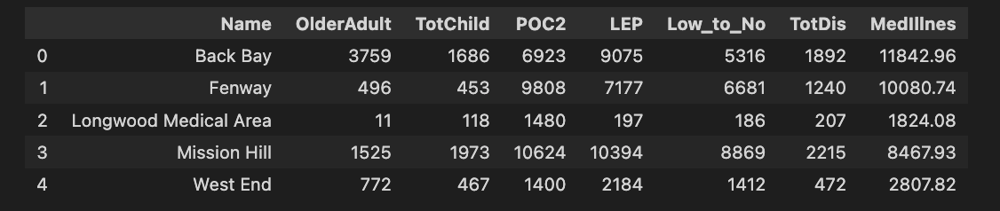 Name OlderAdult TotChild POC2 LEP Low_to_No TotDis MedIllnes
0 Back Bay 3759 1686 6923 9075 5316 1892 11842.96
1 Fenway 496 453 9808 7177 6681 1240 10080.74
2 Longwood Medical Area 11 118 1480 197 186 207 1824.08
3 Mission Hill 1525 1973 10624 10394 8869 2215 8467.93
4 West End 772 467 1400 2184 1412 472 2807.82